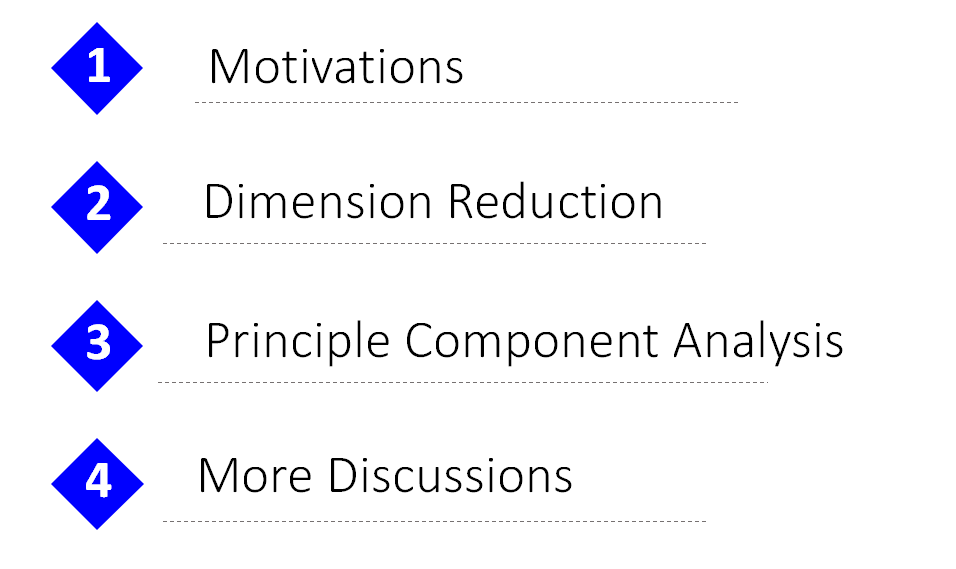 1 Motivations
2 Dimension Reduction
3 Principle Component Analysis
4 More Discussions